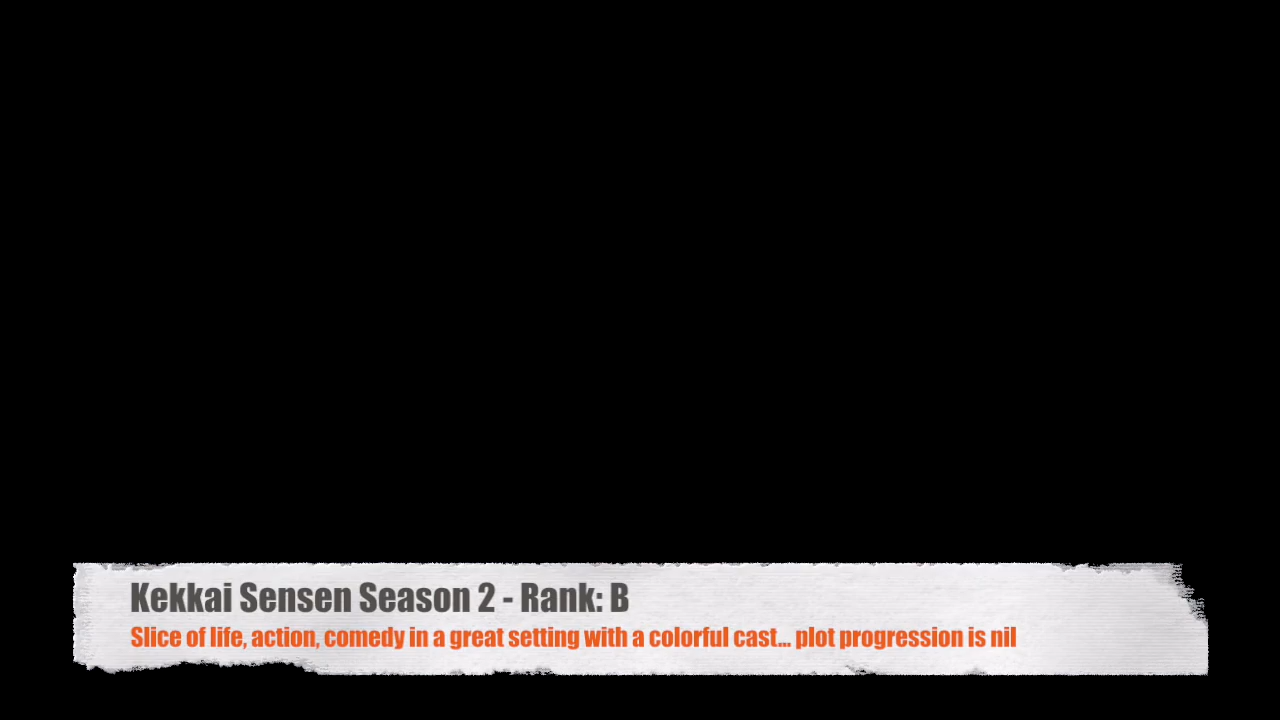 Kekkai Sensen Season 2 - Rank: B
Slice of life, action, comedy in a great setting with a colorful cast... plot progression is nil